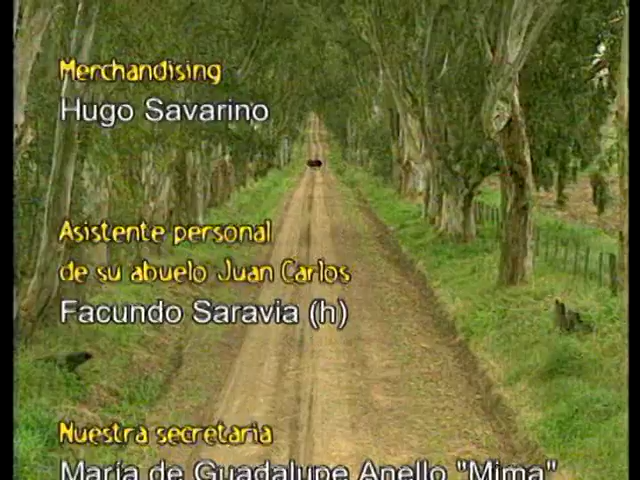 Merchandising
Hugo Savarino
Asistente personal
de su abuelo Juan Carlos
Facundo Saravia (h)
Nuestra secretaria
María de Guadalupe Anello "Mima"